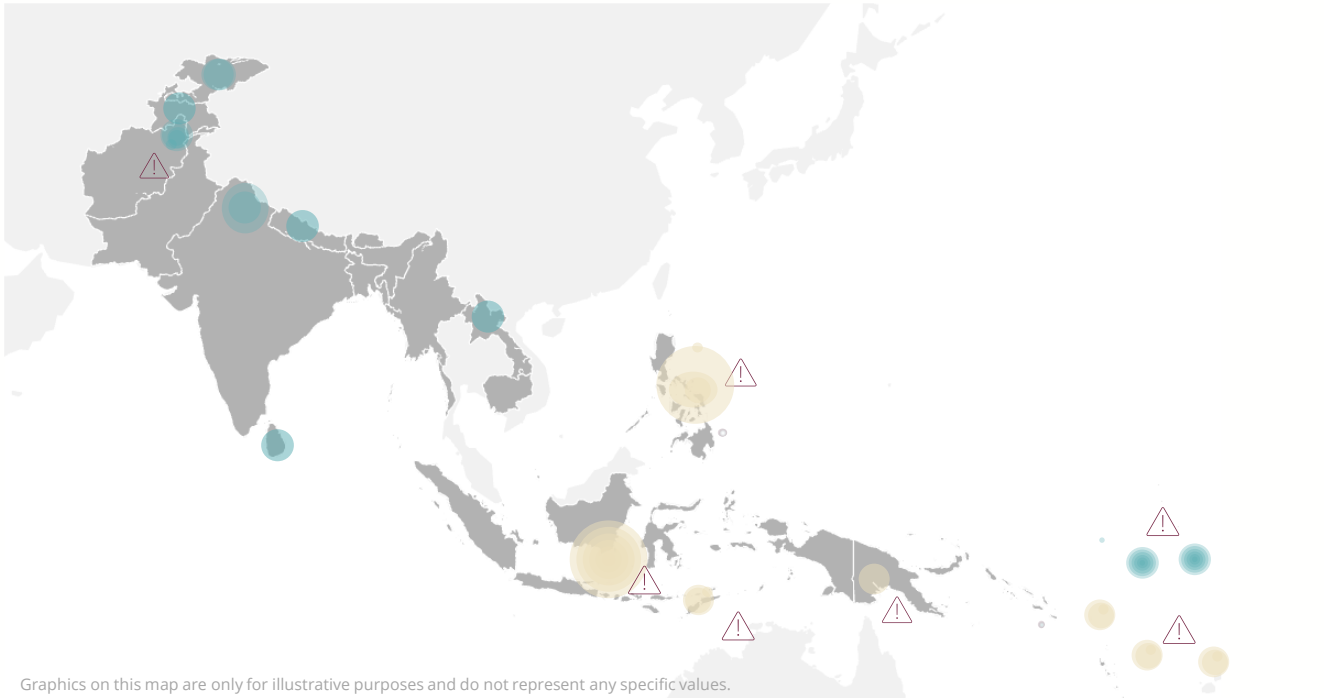 Graphics on this map are only for illustrative purposes and do not represent any specific values.